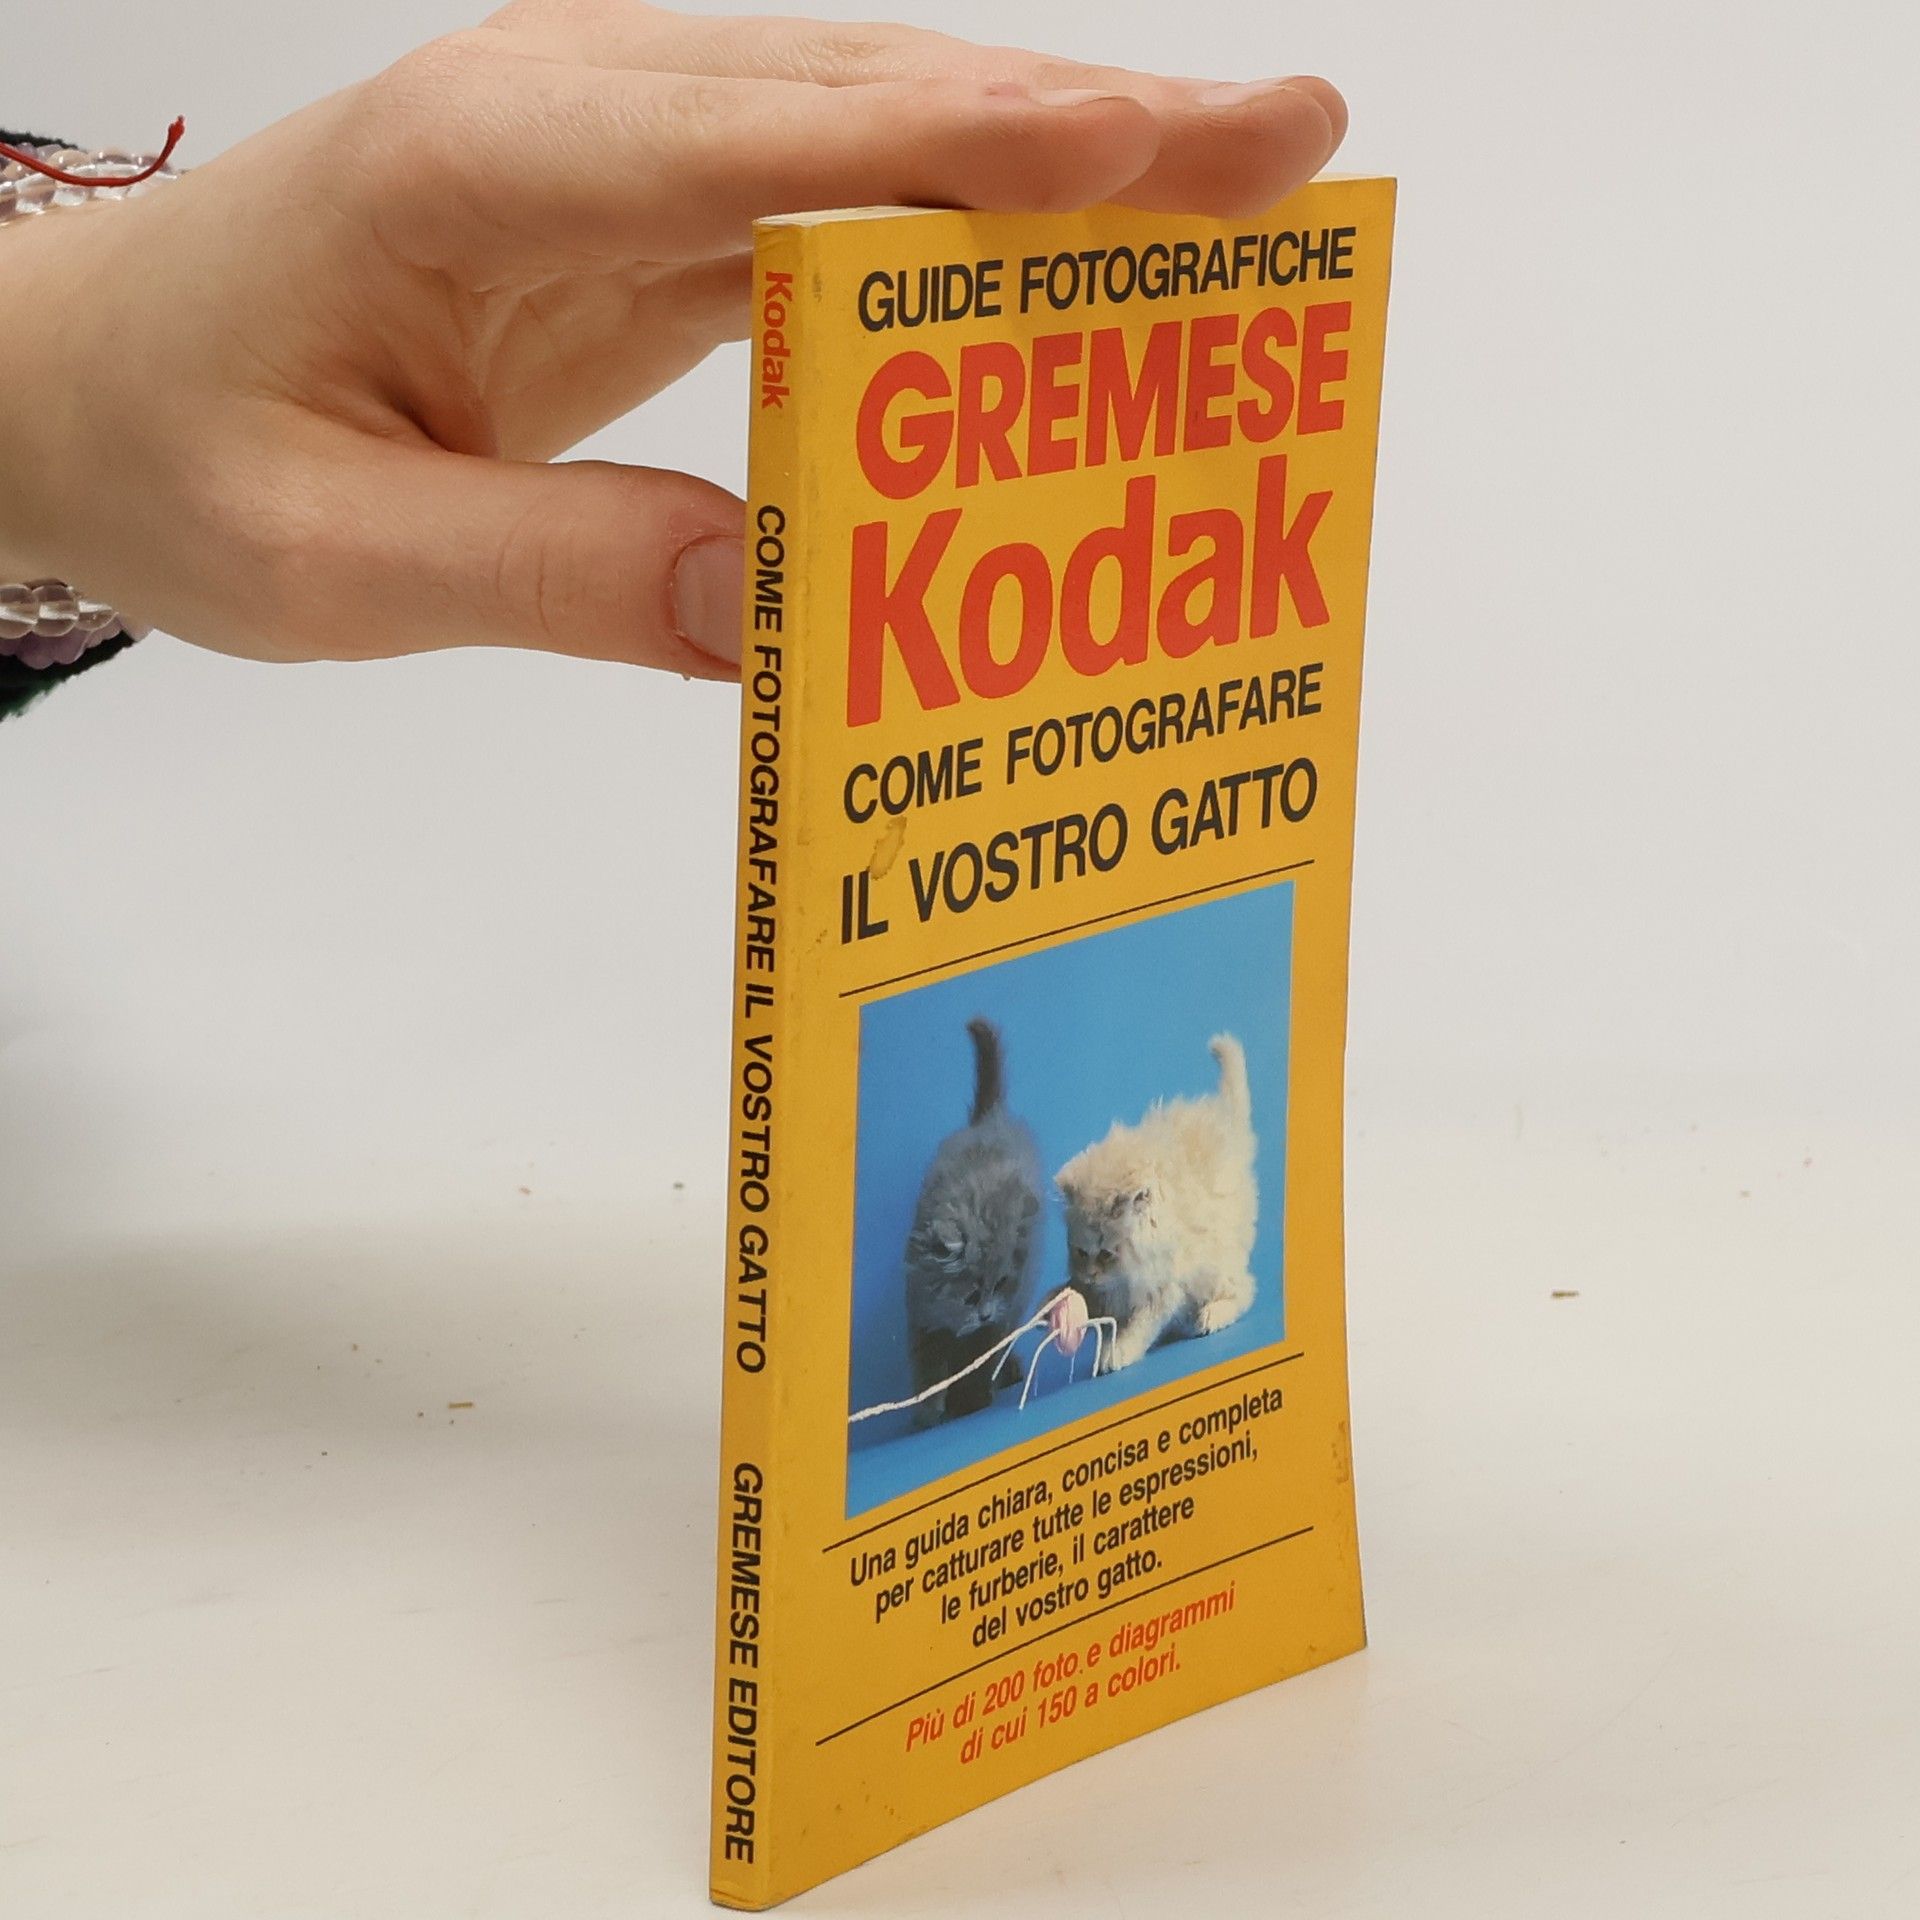 Kodak COME FOTOGRAFARE IL VOSTRO GATTO GREMESE EDITORE
GUIDE FOTOGRAFICHE
GREMESE
Kodak
COME FOTOGRAFARE
IL VOSTRO GATTO
Una guida chiara, concisa e completa
per catturare tutte le espressioni,
le furberie, il carattere
del vostro gatto.
Più di 200 foto e diagrammi
di cui 150 a colori.